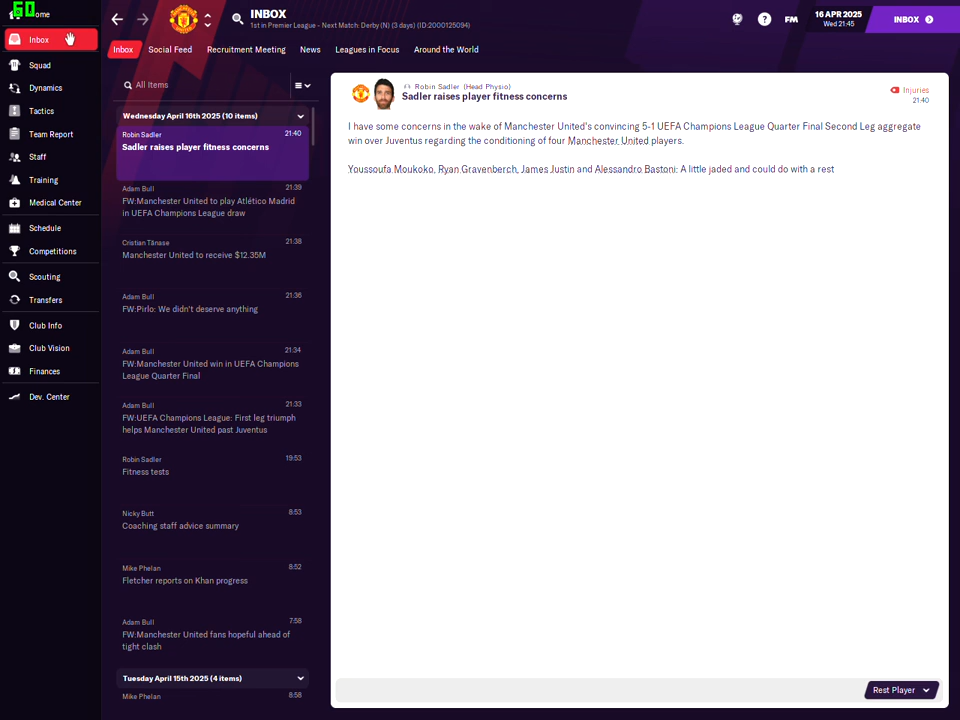 60
ome
INBOX
1st in Premier League - Next Match: Derby (N) (3 days) (ID:2000125094)
FM
16 APR 2025
Wed 21:45
INBOX
Inbox
Squad
Dynamics
Tactics
Team Report
Staff
Training
Medical Center
Schedule
Competitions
Scouting
Transfers
Club Info
Club Vision
Finances
Dev. Center
Inbox Social Feed Recruitment Meeting News Leagues in Focus Around the World
All Items
Wednesday April 16th 2025 (10 items)
Robin Sadler 21:40
Sadler raises player fitness concerns
Adam Bull 21:39
FW:Manchester United to play Atlético Madrid
in UEFA Champions League draw
Cristian Tănase 21:38
Manchester United to receive $12.35M
Adam Bull 21:36
FW:Pirlo: We didn't deserve anything
Adam Bull 21:34
FW:Manchester United win in UEFA Champions
League Quarter Final
Adam Bull 21:33
FW:UEFA Champions League: First leg triumph
helps Manchester United past Juventus
Robin Sadler 19:53
Fitness tests
Nicky Butt 8:53
Coaching staff advice summary
Mike Phelan 8:52
Fletcher reports on Khan progress
Adam Bull 7:58
FW:Manchester United fans hopeful ahead of
tight clash
Tuesday April 15th 2025 (4 items)
Mike Phelan 8:58
Robin Sadler (Head Physio)
Sadler raises player fitness concerns
Injuries
21:40
I have some concerns in the wake of Manchester United's convincing 5-1 UEFA Champions League Quarter Final Second Leg aggregate
win over Juventus regarding the conditioning of four Manchester United players.
Youssoufa Moukoko, Ryan Gravenberch, James Justin and Alessandro Bastoni: A little jaded and could do with a rest
Rest Player